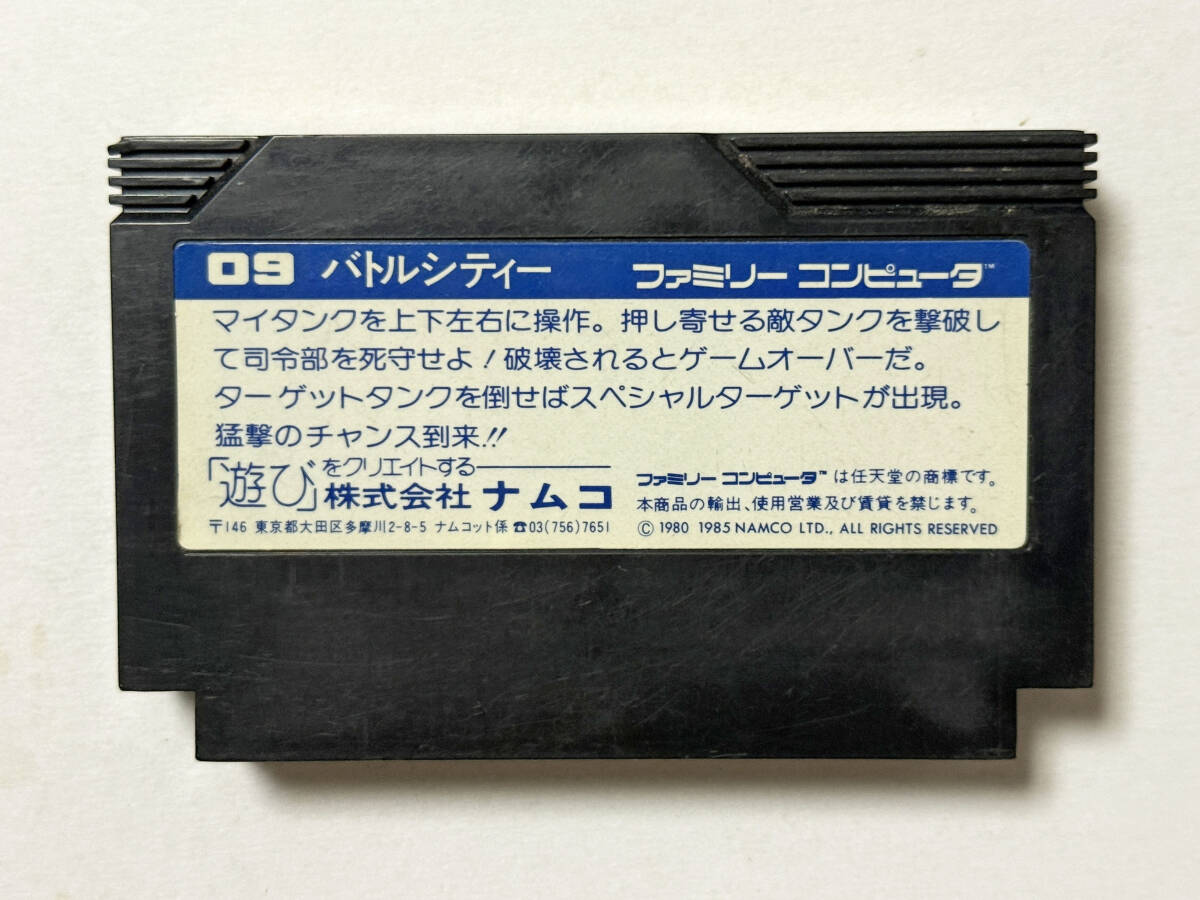 09 バトルシティー ファミリー コンピュータ™
マイタンクを上下左右に操作。押し寄せる敵タンクを撃破し
て司令部を死守せよ！破壊されるとゲームオーバーだ。
ターゲットタンクを倒せばスペシャルターゲットが出現。
猛撃のチャンス到来!!
「遊び」をクリエイトする
株式会社 ナムコ
〒146 東京都大田区多摩川2-8-5 ナムコット係 ☎03(756)7651
ファミリー コンピュータ™ は任天堂の商標です。
本商品の輸出、使用営業及び賃貸を禁じます。
© 1980 1985 NAMCO LTD., ALL RIGHTS RESERVED